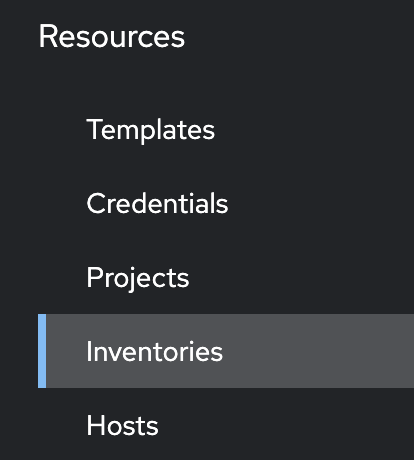 Resources
Templates
Credentials
Projects
Inventories
Hosts